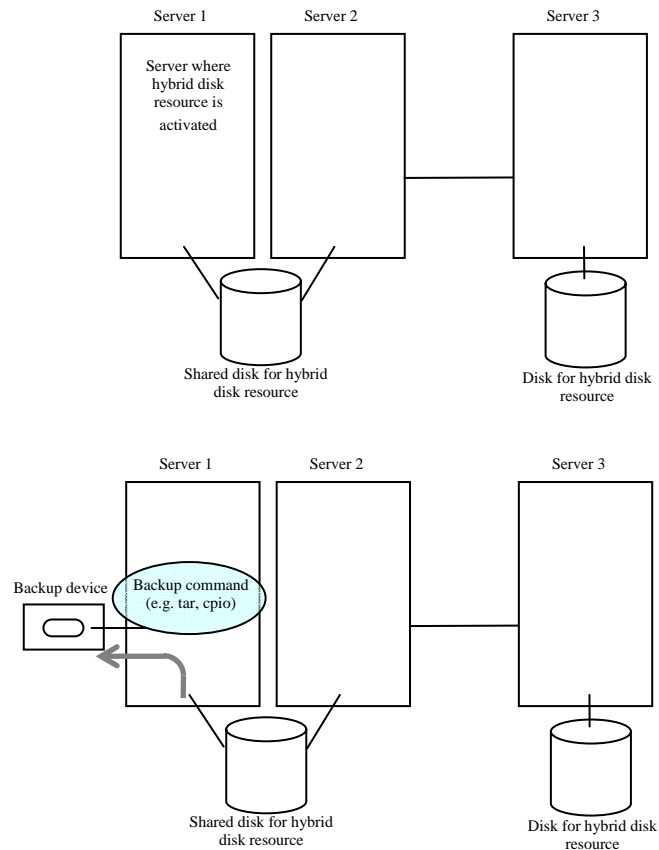 Server 1
Server 2
Server 3
Server where
hybrid disk
resource is
activated
Shared disk for hybrid
disk resource
Disk for hybrid disk
resource
Server 1
Server 2
Server 3
Backup device
Backup command
(e.g. tar, cpio)
Shared disk for hybrid
disk resource
Disk for hybrid disk
resource